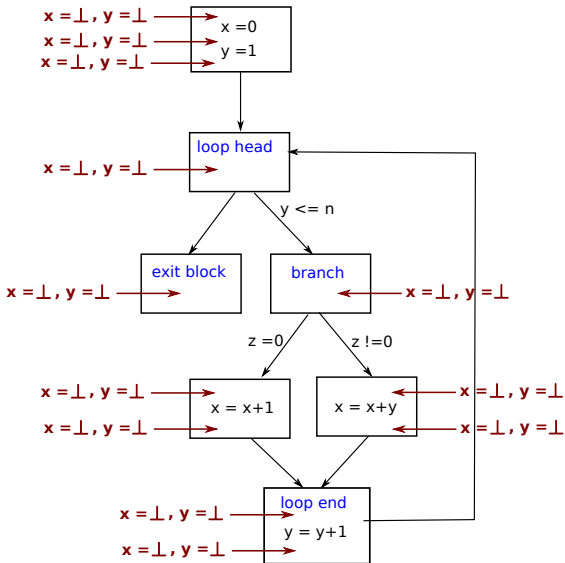 x =⊥, y =⊥
x =0
x =⊥, y =⊥
y =1
x =⊥, y =⊥
loop head
x =⊥, y =⊥
y <= n
exit block
branch
x =⊥, y =⊥
x =⊥, y =⊥
z =0
z !=0
x =⊥, y =⊥
x =⊥, y =⊥
x = x+1
x = x+y
x =⊥, y =⊥
x =⊥, y =⊥
loop end
x =⊥, y =⊥
y = y+1
x =⊥, y =⊥